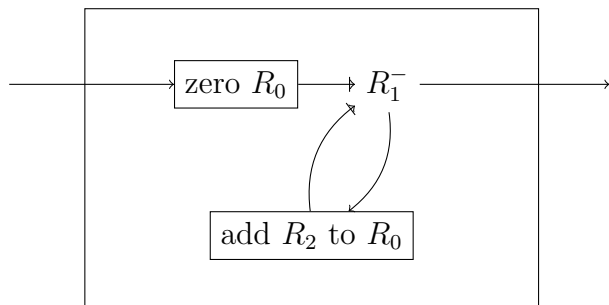 zero R₀
R₁⁻
add R₂ to R₀